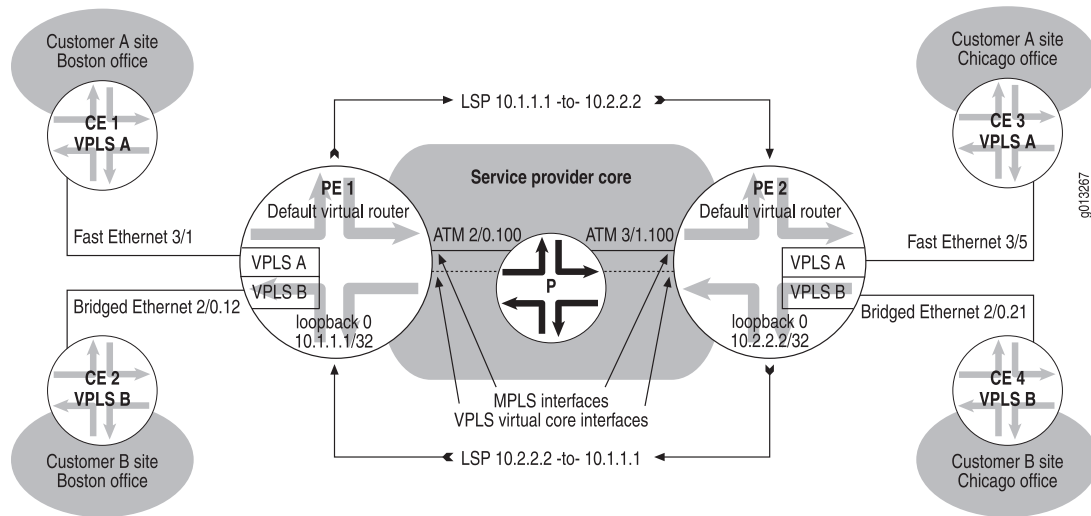 Customer A site
Boston office
CE 1
VPLS A
LSP 10.1.1.1 -to- 10.2.2.2
Customer A site
Chicago office
CE 3
VPLS A
g013267
Service provider core
PE 1
Default virtual router
PE 2
Default virtual router
Fast Ethernet 3/1
ATM 2/0.100
ATM 3/1.100
Fast Ethernet 3/5
VPLS A
VPLS B
P
VPLS A
VPLS B
Bridged Ethernet 2/0.12
Bridged Ethernet 2/0.21
loopback 0
10.1.1.1/32
loopback 0
10.2.2.2/32
CE 2
VPLS B
MPLS interfaces
VPLS virtual core interfaces
CE 4
VPLS B
Customer B site
Boston office
LSP 10.2.2.2 -to- 10.1.1.1
Customer B site
Chicago office